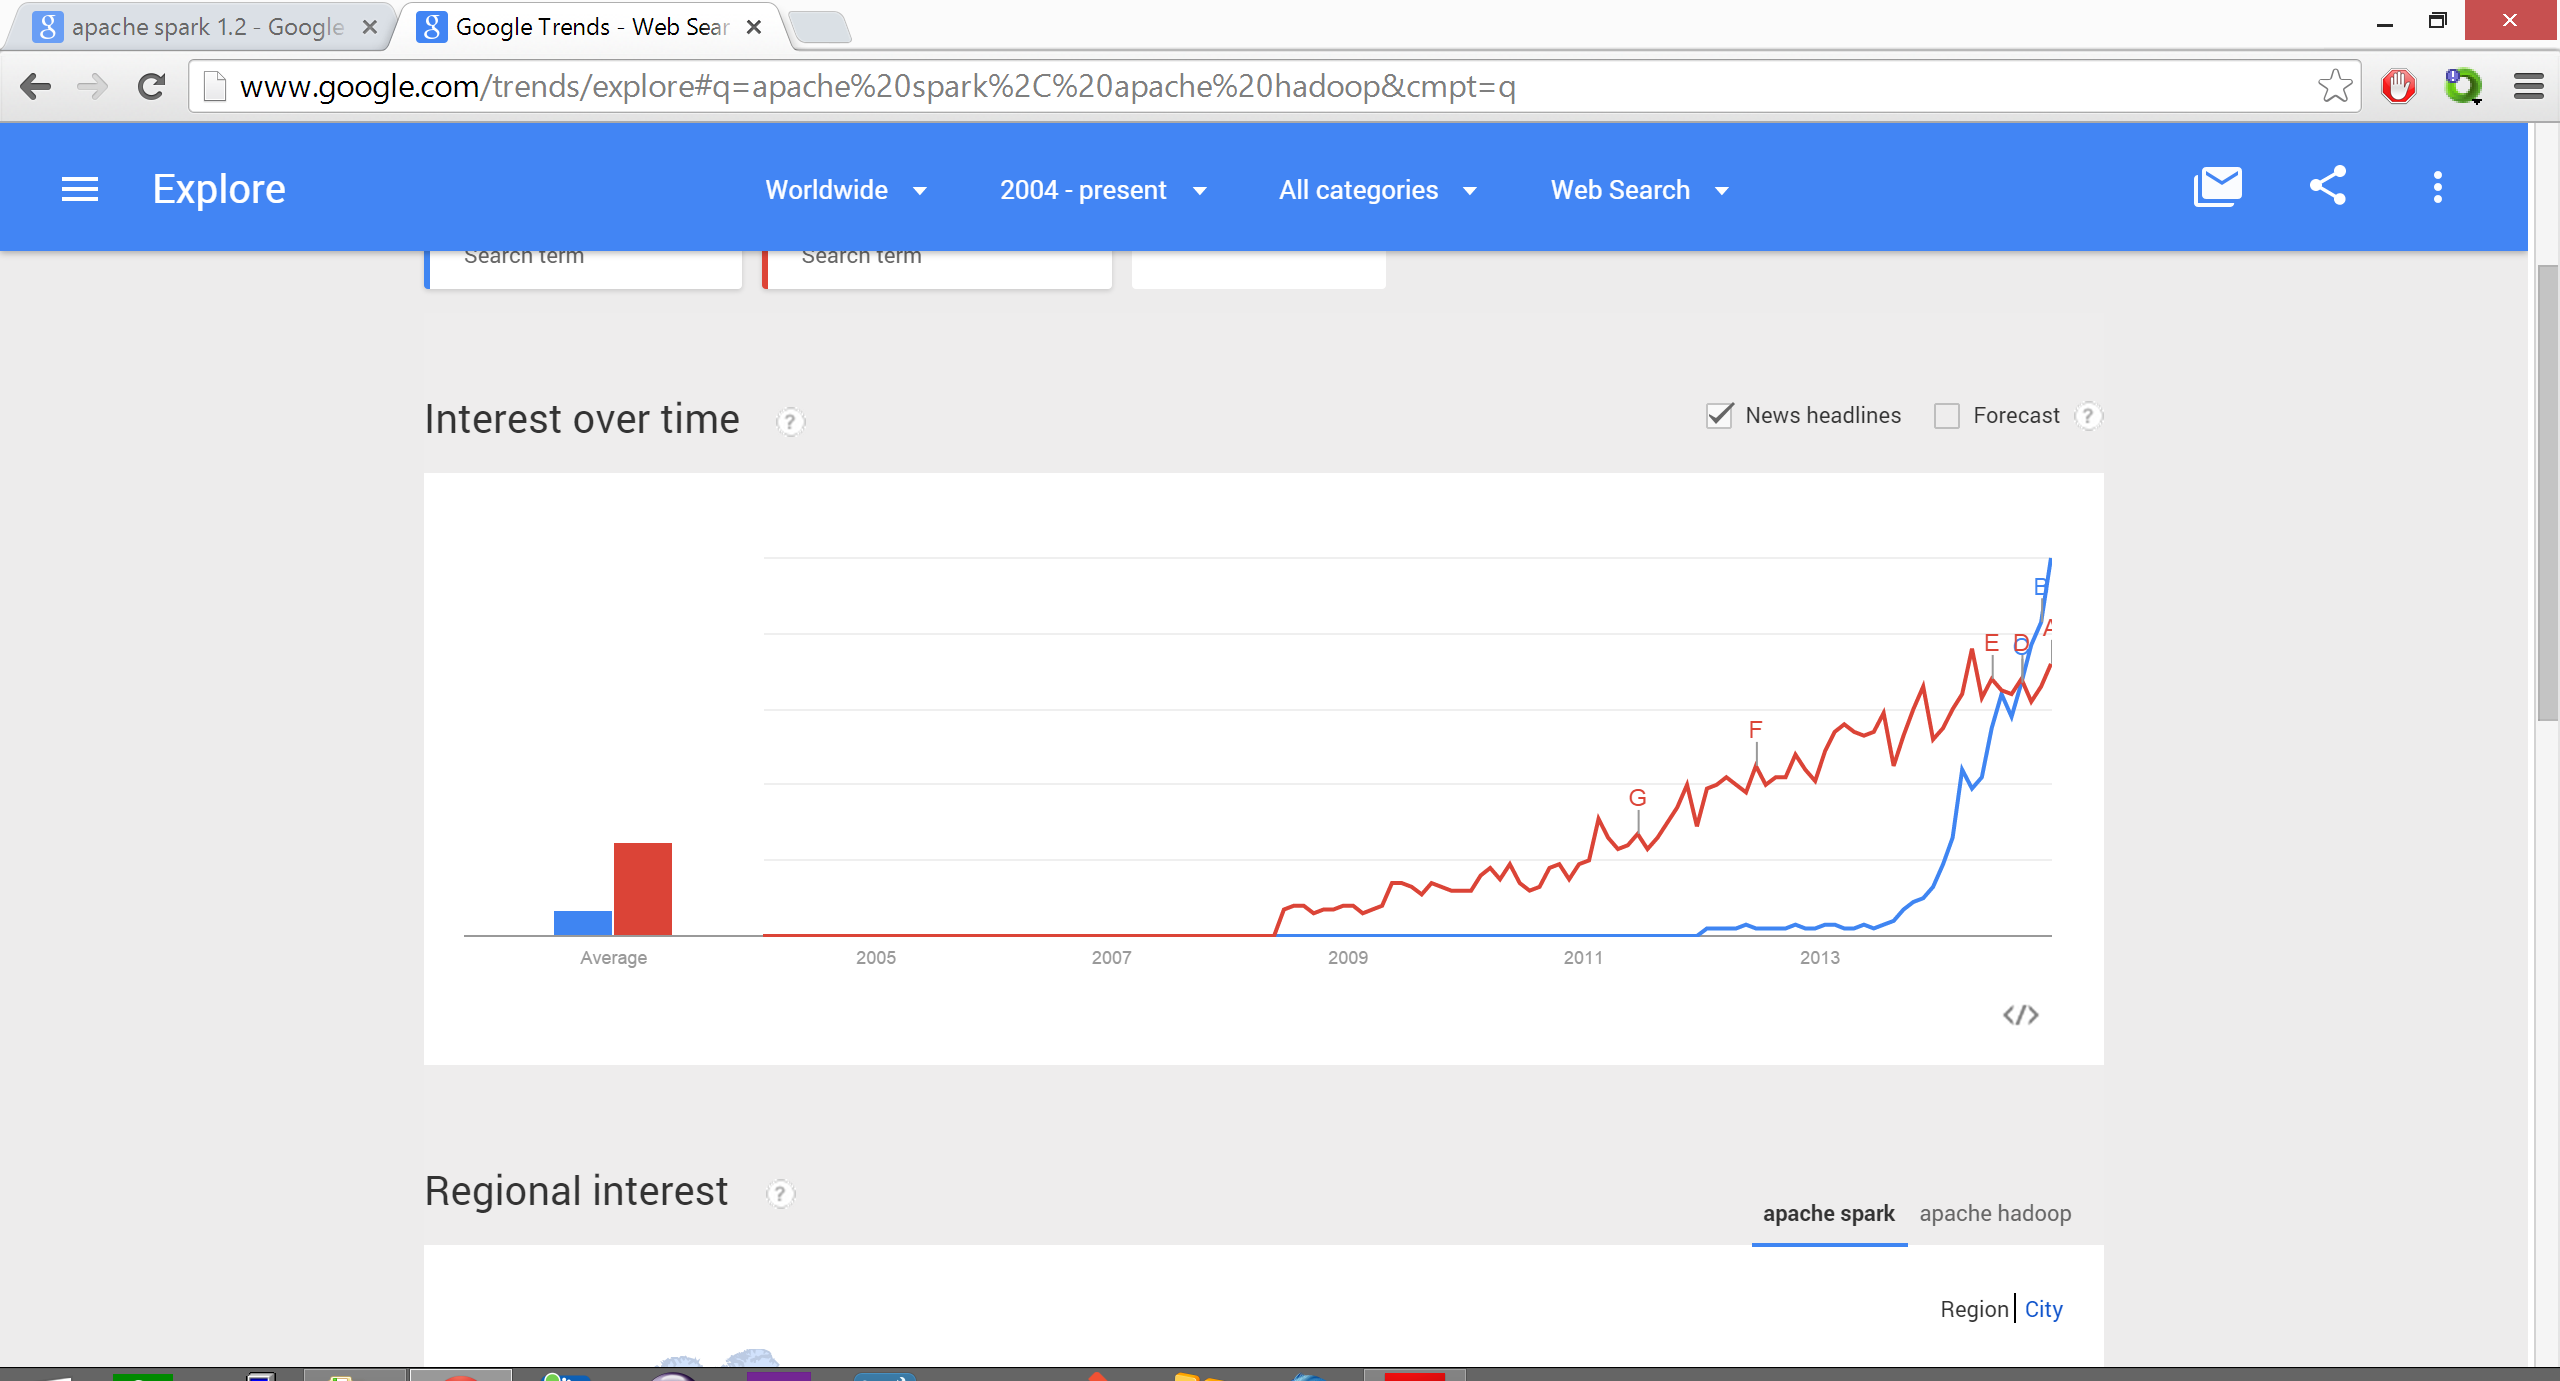 apache spark 1.2 - Google
Google Trends - Web Sear
www.google.com/trends/explore#q=apache%20spark%2C%20apache%20hadoop&cmpt=q
Explore
Worldwide
2004 - present
All categories
Web Search
Search term
Search term
Interest over time
?
News headlines
Forecast
?
B
A
E
D
F
G
Average
2005
2007
2009
2011
2013
</>
Regional interest
?
apache spark
apache hadoop
Region
City